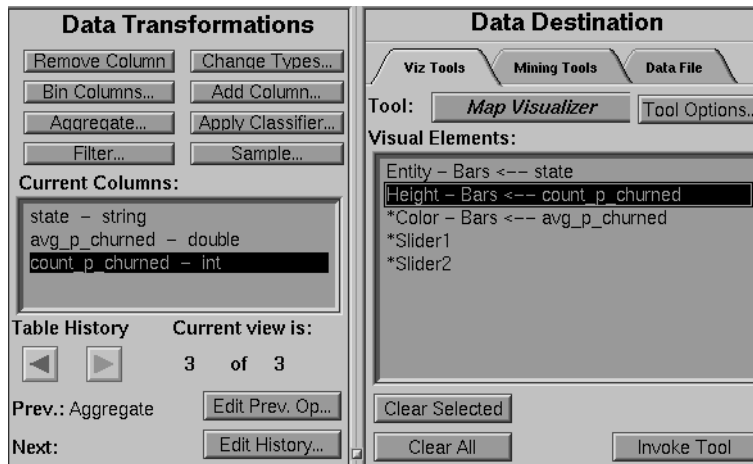 Data Transformations
Remove Column
Change Types...
Bin Columns...
Add Column...
Aggregate...
Apply Classifier...
Filter...
Sample...
Current Columns:
state – string
avg_p_churned – double
count_p_churned – int
Table History
Current view is:
3 of 3
Prev.: Aggregate
Edit Prev. Op...
Next:
Edit History...
Data Destination
Viz Tools
Mining Tools
Data File
Tool:
Map Visualizer
Tool Options..
Visual Elements:
Entity – Bars <–– state
Height – Bars <–– count_p_churned
*Color – Bars <–– avg_p_churned
*Slider1
*Slider2
Clear Selected
Clear All
Invoke Tool